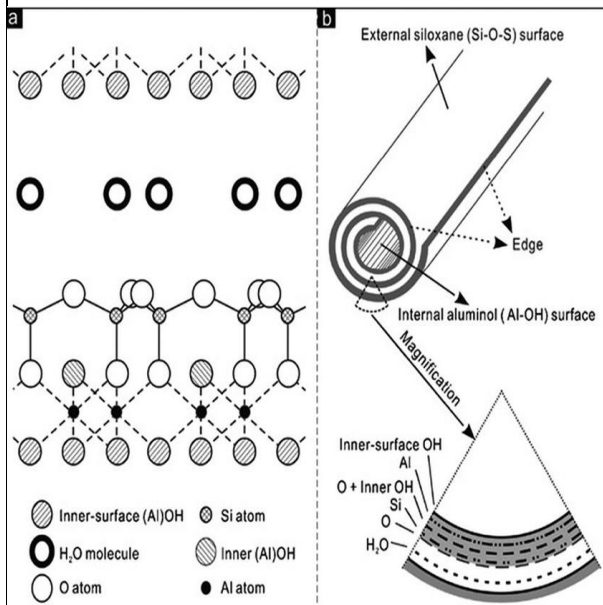 a
Inner-surface (Al)OH
Si atom
H₂O molecule
Inner (Al)OH
O atom
Al atom
b
External siloxane (Si-O-S) surface
Edge
Internal aluminol (Al-OH) surface
Magnification
Inner-surface OH
Al
O + Inner OH
Si
O
H₂O